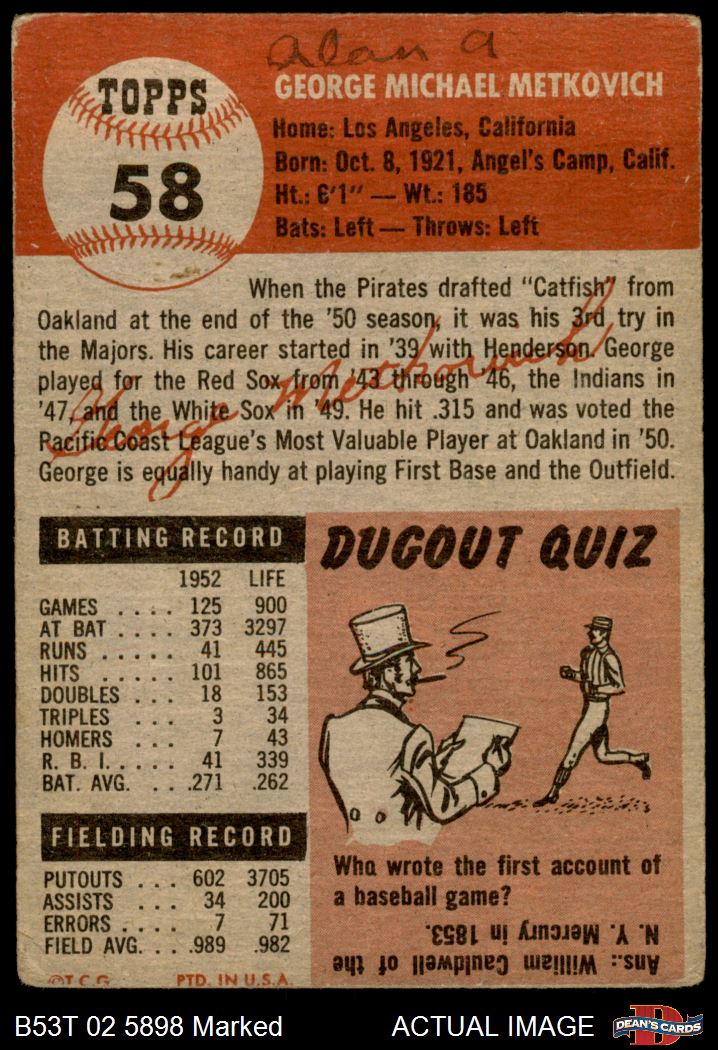 alan a
TOPPS
58
GEORGE MICHAEL METKOVICH
Home: Los Angeles, California
Born: Oct. 8, 1921, Angel's Camp, Calif.
Ht.: 6'1" — Wt.: 185
Bats: Left — Throws: Left
When the Pirates drafted "Catfish" from
Oakland at the end of the '50 season, it was his 3rd try in
the Majors. His career started in '39 with Henderson. George
played for the Red Sox from '43 through '46, the Indians in
'47, and the White Sox in '49. He hit .315 and was voted the
Pacific Coast League's Most Valuable Player at Oakland in '50.
George is equally handy at playing First Base and the Outfield.
George Metkovich
BATTING RECORD
1952 LIFE
GAMES .... 125 900
AT BAT .... 373 3297
RUNS ..... 41 445
HITS ..... 101 865
DOUBLES ... 18 153
TRIPLES ... 3 34
HOMERS ... 7 43
R. B. I. .... 41 339
BAT. AVG. ... .271 .262
FIELDING RECORD
PUTOUTS ... 602 3705
ASSISTS ... 34 200
ERRORS .... 7 71
FIELD AVG. ... .989 .982
©T.C.G. PTD. IN U.S.A.
DUGOUT QUIZ
Who wrote the first account of
a baseball game?
Ans.: William Cauldwell of the
N. Y. Mercury in 1853.
B53T 02 5898 Marked
ACTUAL IMAGE
DEAN'S CARDS